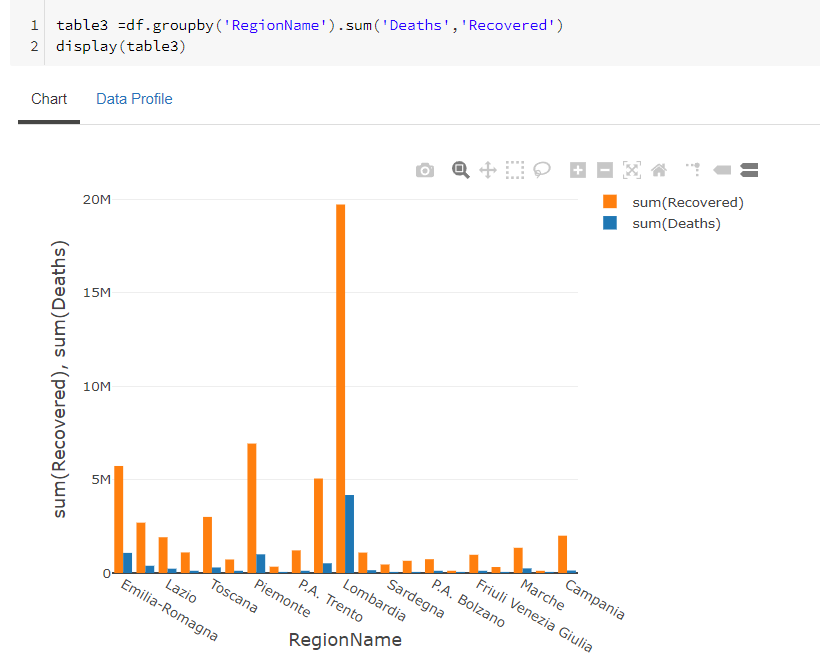 1 table3 =df.groupby('RegionName').sum('Deaths','Recovered')
2 display(table3)
Chart Data Profile
sum(Recovered)
sum(Deaths)
20M
15M
10M
5M
0
sum(Recovered), sum(Deaths)
Emilia-Romagna
Lazio
Toscana
Piemonte
P.A. Trento
Lombardia
Sardegna
P.A. Bolzano
Friuli Venezia Giulia
Marche
Campania
RegionName